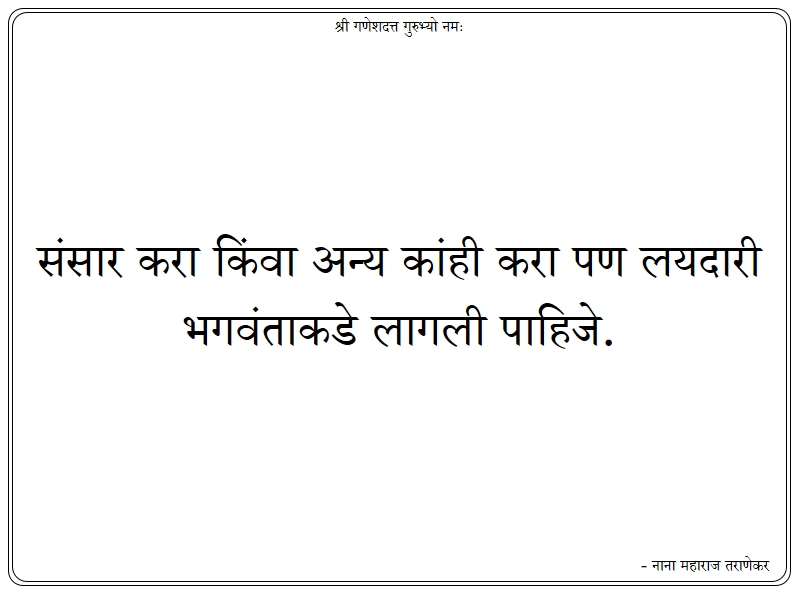 श्री गणेशदत्त गुरुभ्यो नमः
संसार करा किंवा अन्य कांही करा पण लयदारी
भगवंताकडे लागली पाहिजे.
- नाना महाराज तराणेकर